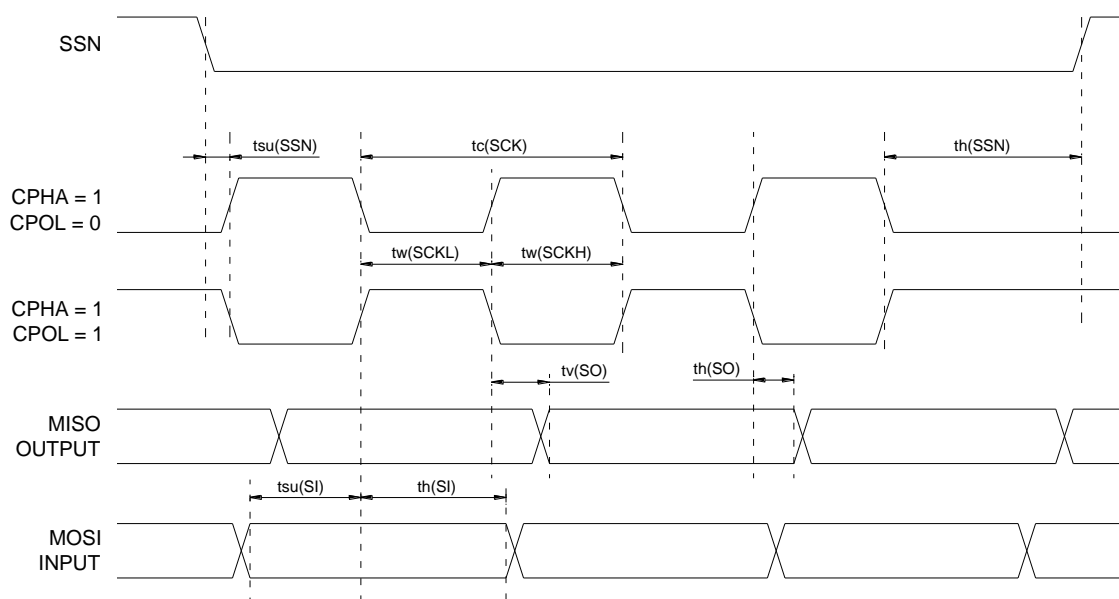 SSN
tsu(SSN)
tc(SCK)
th(SSN)
CPHA = 1
CPOL = 0
tw(SCKL)
tw(SCKH)
CPHA = 1
CPOL = 1
tv(SO)
th(SO)
MISO
OUTPUT
tsu(SI)
th(SI)
MOSI
INPUT